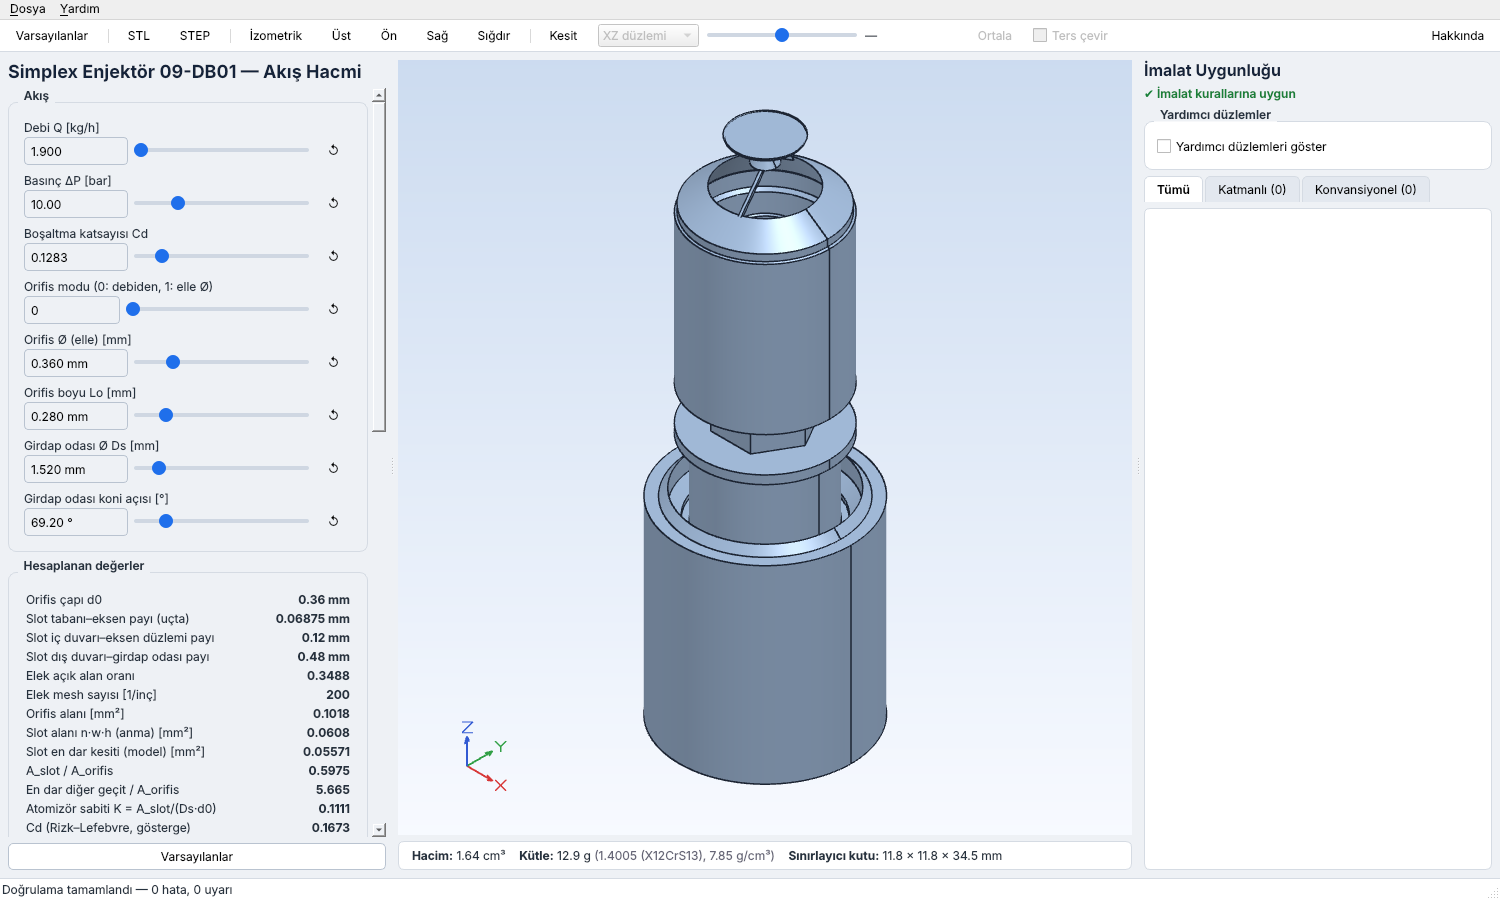 Dosya Yardım
Varsayılanlar STL STEP İzometrik Üst Ön Sağ Sığdır Kesit XZ düzlemi — Ortala Ters çevir Hakkında
Simplex Enjektör 09-DB01 — Akış Hacmi
Akış
Debi Q [kg/h]
1.900
Basınç ΔP [bar]
10.00
Boşaltma katsayısı Cd
0.1283
Orifis modu (0: debiden, 1: elle Ø)
0
Orifis Ø (elle) [mm]
0.360 mm
Orifis boyu Lo [mm]
0.280 mm
Girdap odası Ø Ds [mm]
1.520 mm
Girdap odası koni açısı [°]
69.20 °
Hesaplanan değerler
Orifis çapı d0 0.36 mm
Slot tabanı–eksen payı (uçta) 0.06875 mm
Slot iç duvarı–eksen düzlemi payı 0.12 mm
Slot dış duvarı–girdap odası payı 0.48 mm
Elek açık alan oranı 0.3488
Elek mesh sayısı [1/inç] 200
Orifis alanı [mm²] 0.1018
Slot alanı n·w·h (anma) [mm²] 0.0608
Slot en dar kesiti (model) [mm²] 0.05571
A_slot / A_orifis 0.5975
En dar diğer geçit / A_orifis 5.665
Atomizör sabiti K = A_slot/(Ds·d0) 0.1111
Cd (Rizk–Lefebvre, gösterge) 0.1673
Varsayılanlar
Z
Y
X
Hacim: 1.64 cm³ Kütle: 12.9 g (1.4005 (X12CrS13), 7.85 g/cm³) Sınırlayıcı kutu: 11.8 × 11.8 × 34.5 mm
İmalat Uygunluğu
✔ İmalat kurallarına uygun
Yardımcı düzlemler
Yardımcı düzlemleri göster
Tümü Katmanlı (0) Konvansiyonel (0)
Doğrulama tamamlandı — 0 hata, 0 uyarı